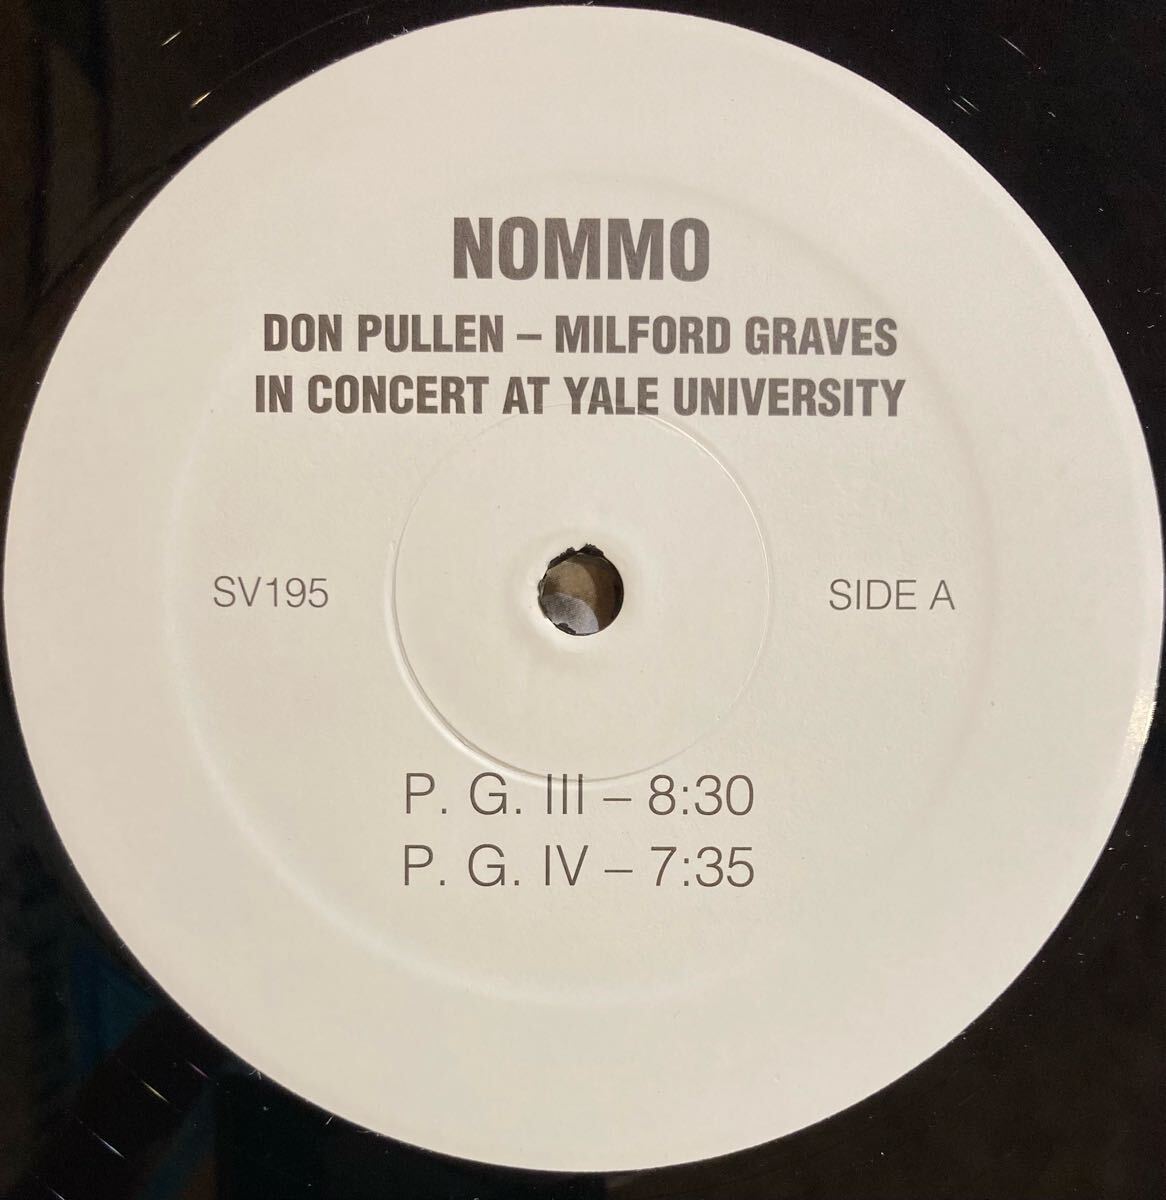 NOMMO
DON PULLEN – MILFORD GRAVES
IN CONCERT AT YALE UNIVERSITY
SV195
SIDE A
P. G. III – 8:30
P. G. IV – 7:35